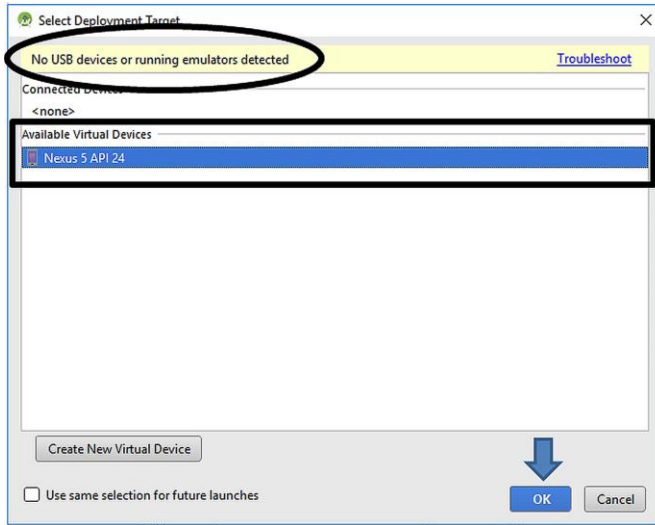 Select Deployment Target
No USB devices or running emulators detected Troubleshoot
Connected Devices
<none>
Available Virtual Devices
Nexus 5 API 24
Create New Virtual Device
Use same selection for future launches
OK Cancel